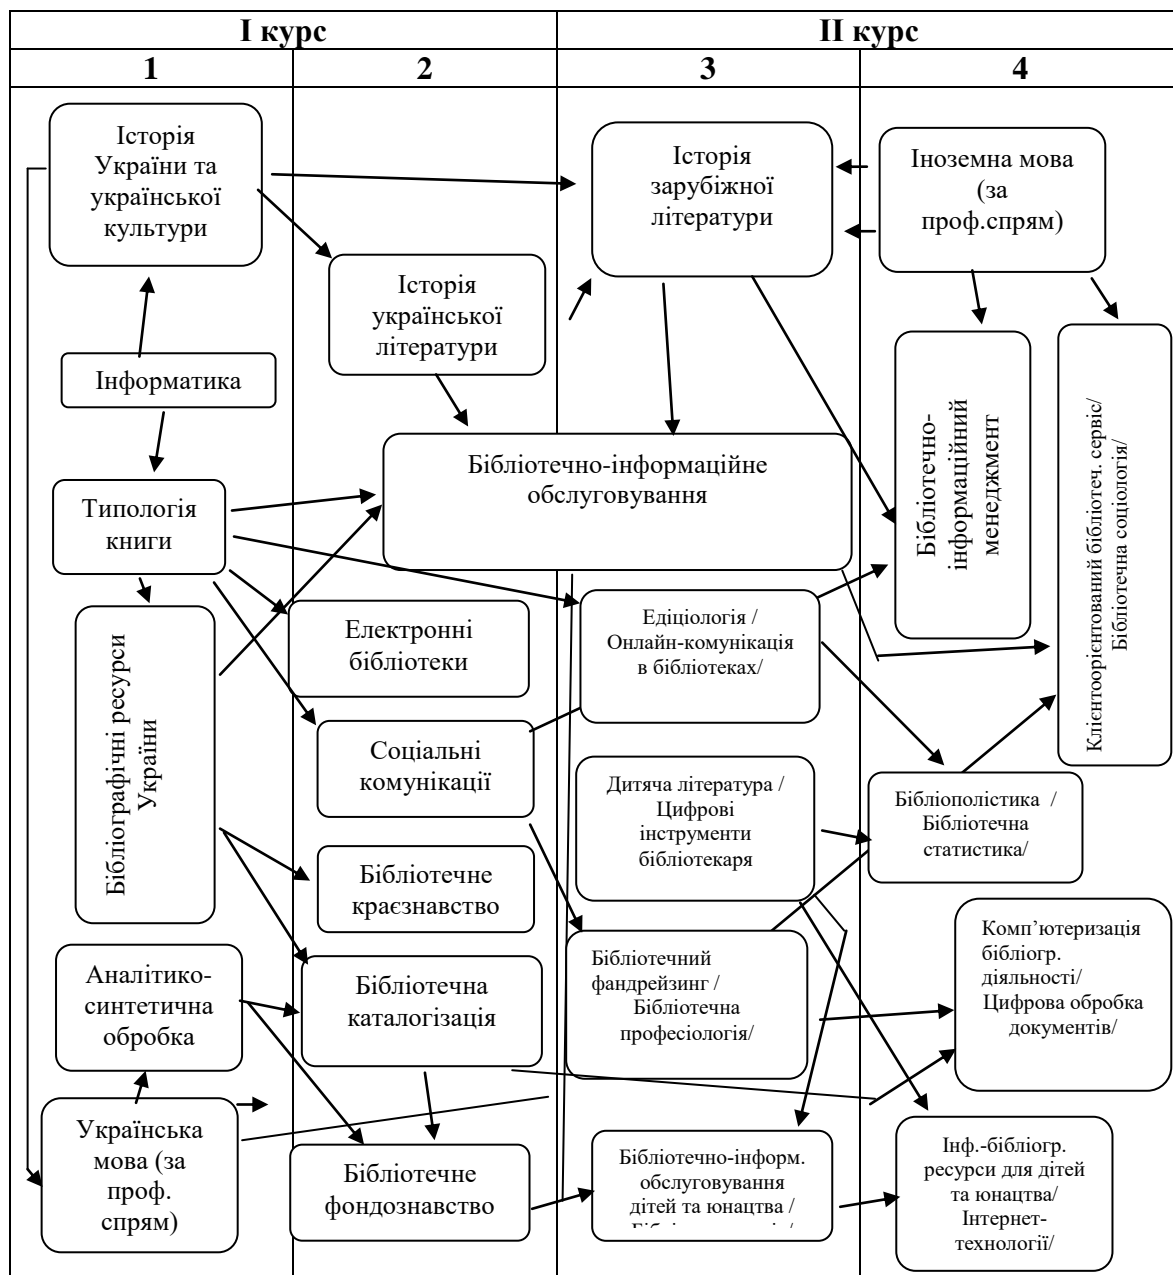 І курс
ІІ курс
1
2
3
4
Історія
України та
української
культури
Історія
зарубіжної
літератури
Іноземна мова
(за
проф.спрям)
Історія
української
літератури
Інформатика
Бібліотечно-
інформаційний
менеджмент
Клієнтоорієнтований бібліотеч. сервіс/
Бібліотечна соціологія/
Бібліотечно-інформаційне
обслуговування
Типологія
книги
Бібліографічні ресурси
України
Електронні
бібліотеки
Едіціологія /
Онлайн-комунікація
в бібліотеках/
Соціальні
комунікації
Дитяча література /
Цифрові
інструменти
бібліотекаря
Бібліополістика /
Бібліотечна
статистика/
Бібліотечне
краєзнавство
Аналітико-
синтетична
обробка
Бібліотечна
каталогізація
Бібліотечний
фандрейзинг /
Бібліотечна
професіологія/
Комп’ютеризація
бібліогр.
діяльності/
Цифрова обробка
документів/
Українська
мова (за
проф.
спрям)
Бібліотечне
фондознавство
Бібліотечно-інформ.
обслуговування
дітей та юнацтва /
Інф.-бібліогр.
ресурси для дітей
та юнацтва/
Інтернет-
технології/